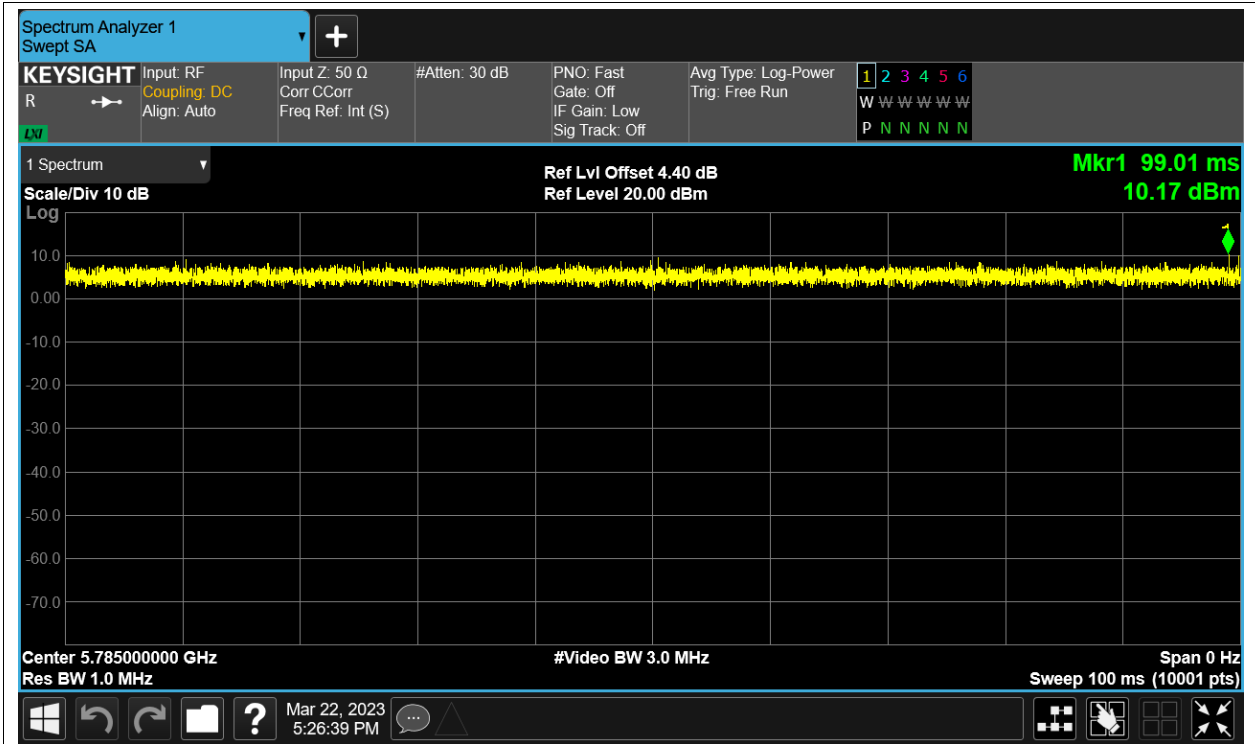 Spectrum Analyzer 1
Swept SA
KEYSIGHT
R
LXI
Input: RF
Coupling: DC
Align: Auto
Input Z: 50 Ω
Corr CCorr
Freq Ref: Int (S)
#Atten: 30 dB
PNO: Fast
Gate: Off
IF Gain: Low
Sig Track: Off
Avg Type: Log-Power
Trig: Free Run
1 2 3 4 5 6
W W W W W W
P N N N N N
1 Spectrum
Scale/Div 10 dB
Ref Lvl Offset 4.40 dB
Ref Level 20.00 dBm
Mkr1 99.01 ms
10.17 dBm
Log
1
10.0
0.00
-10.0
-20.0
-30.0
-40.0
-50.0
-60.0
-70.0
Center 5.785000000 GHz
#Video BW 3.0 MHz
Span 0 Hz
Res BW 1.0 MHz
Sweep 100 ms (10001 pts)
?
Mar 22, 2023
5:26:39 PM